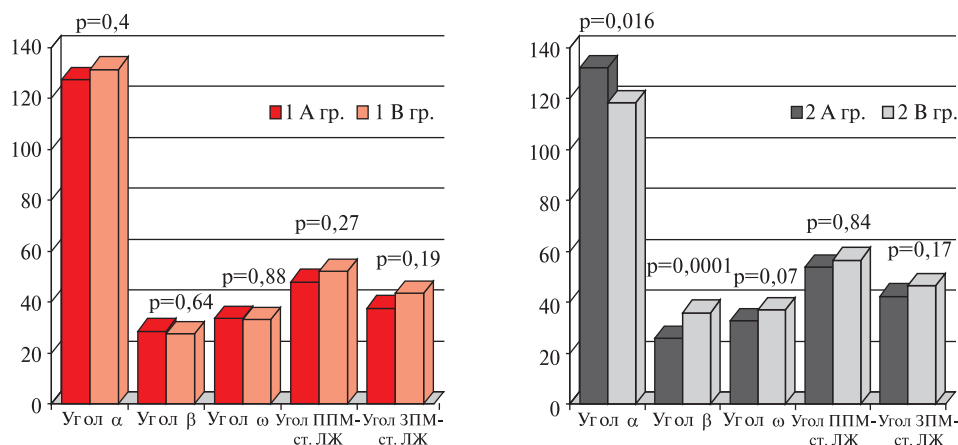 p=0,4
140
120
100
80
60
40
20
0
1 А гр. 1 В гр.
p=0,64
p=0,88
p=0,27
p=0,19
Угол α Угол β Угол ω Угол ППМ- Угол ЗПМ-
ст. ЛЖ ст. ЛЖ
p=0,016
140
120
100
80
60
40
20
0
2 А гр. 2 В гр.
p=0,0001
p=0,07
p=0,84
p=0,17
Угол α Угол β Угол ω Угол ППМ- Угол ЗПМ-
ст. ЛЖ ст. ЛЖ